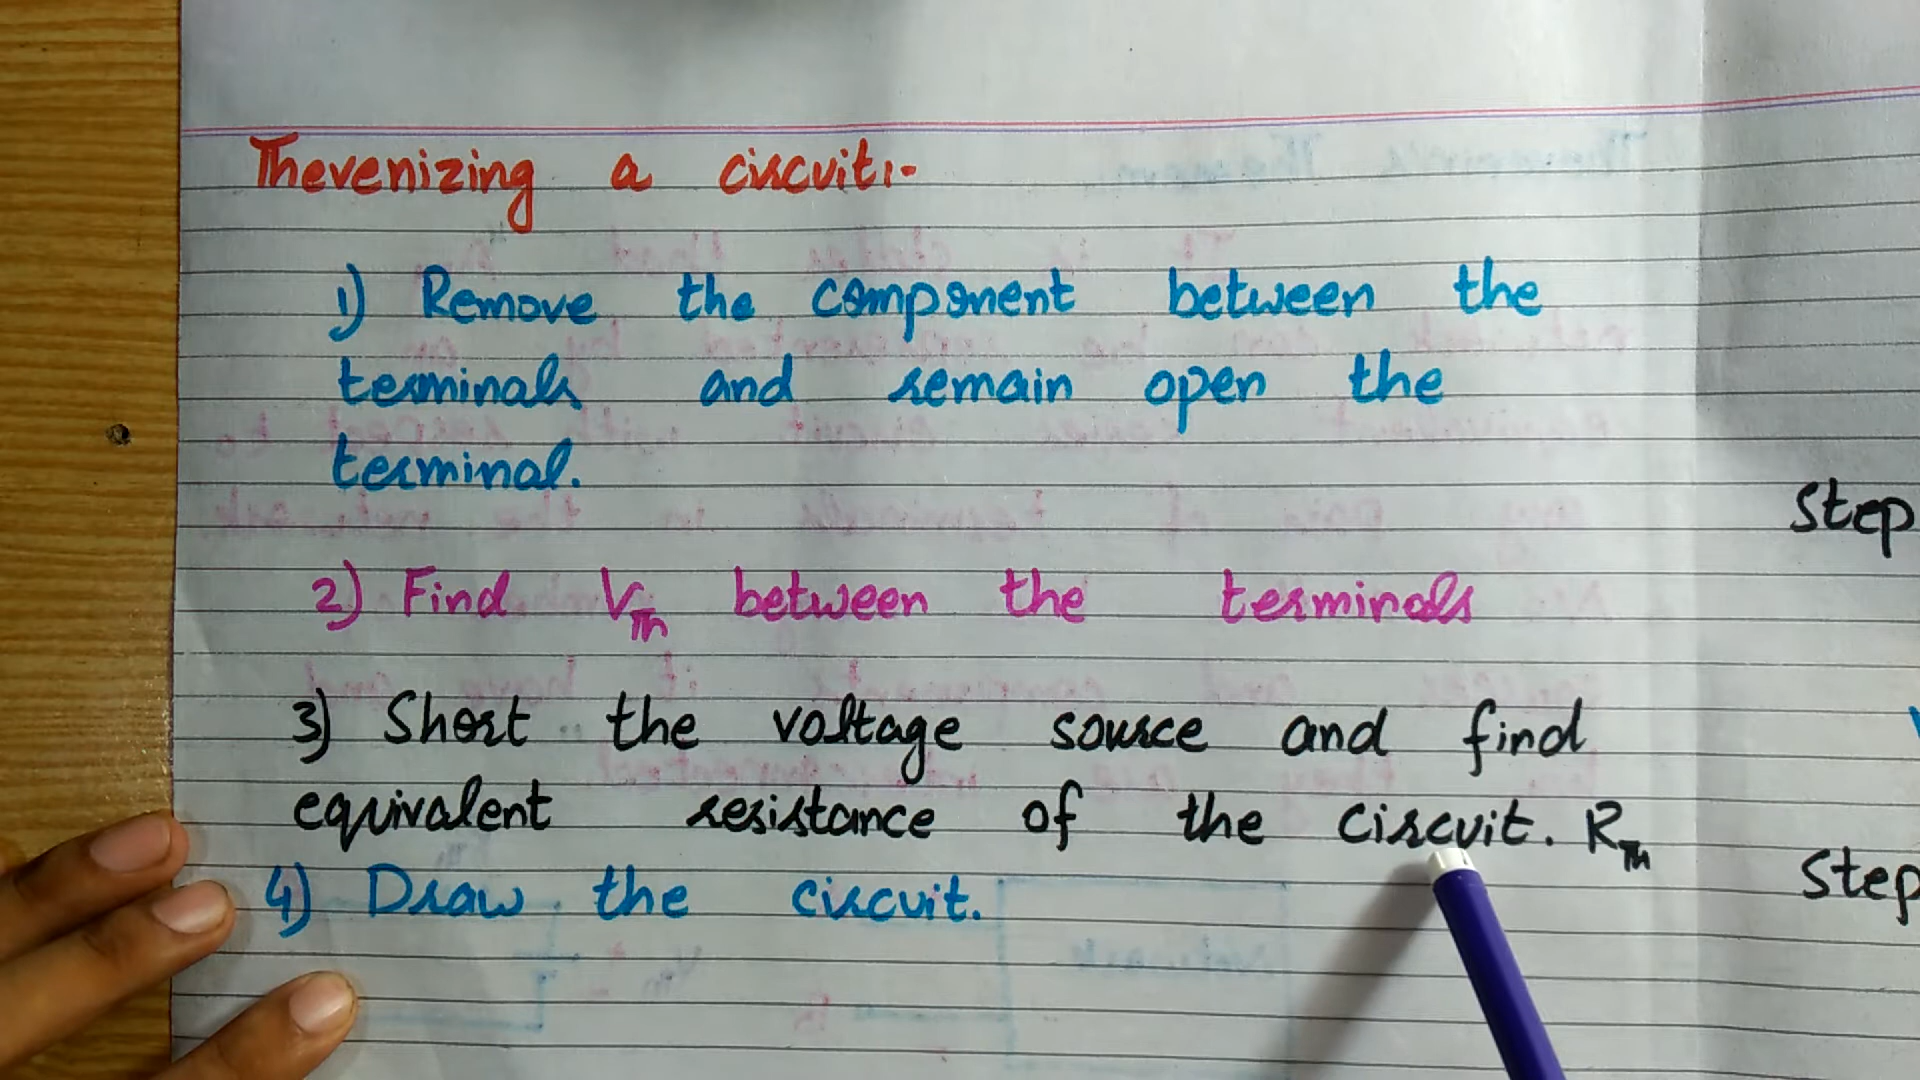 Thevenizing a circuit:-
1) Remove the component between the
terminals and remain open the
terminal.
2) Find VTh between the terminals
3) Short the voltage source and find
equivalent resistance of the circuit. RTh
4) Draw the circuit.
Step
Step